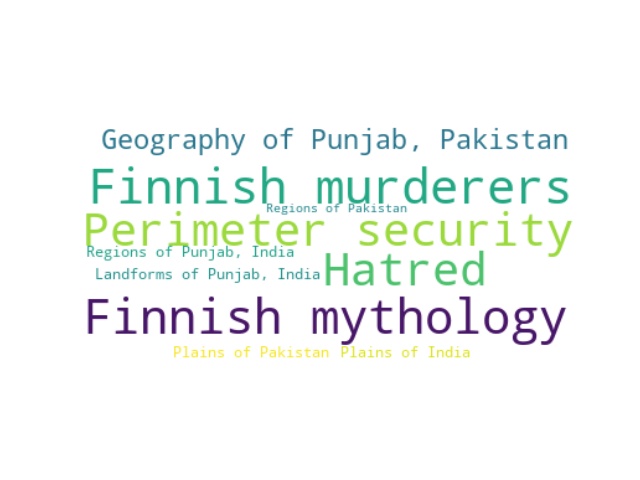 Geography of Punjab, Pakistan
Finnish murderers
Regions of Pakistan
Perimeter security
Regions of Punjab, India
Hatred
Landforms of Punjab, India
Finnish mythology
Plains of Pakistan
Plains of India